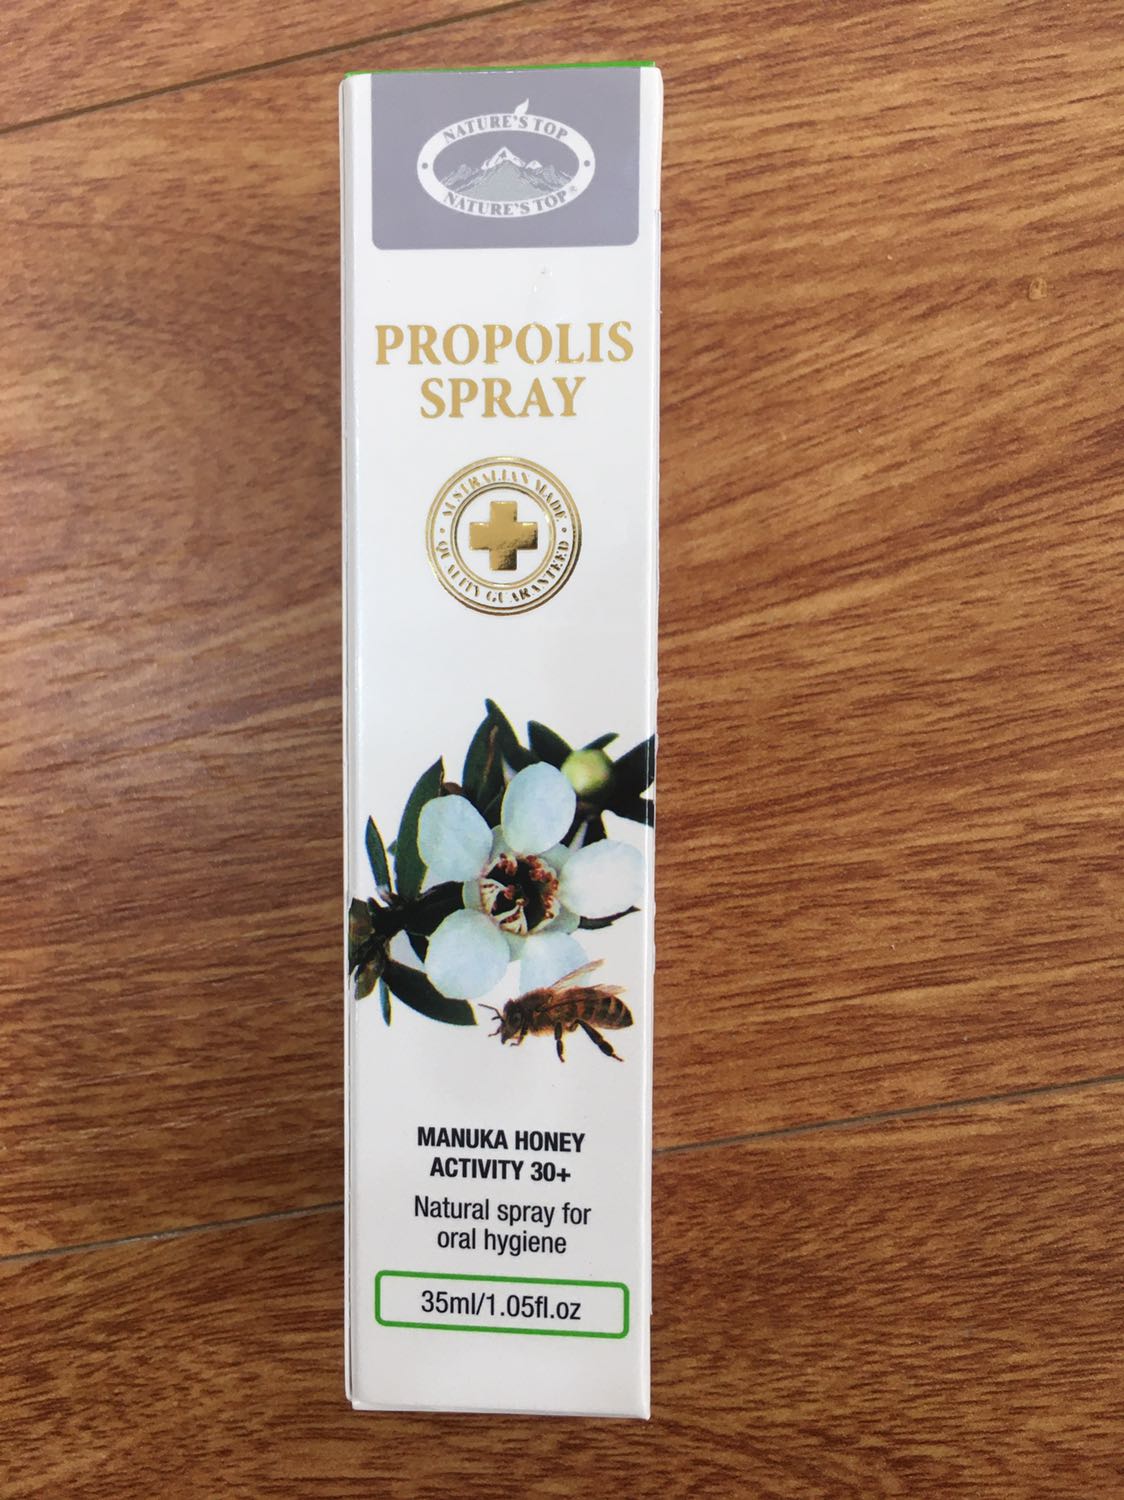 NATURE'S TOP
NATURE'S TOP®
PROPOLIS
SPRAY
AUSTRALIAN MADE
QUALITY GUARANTEED
MANUKA HONEY
ACTIVITY 30+
Natural spray for
oral hygiene
35ml/1.05fl.oz